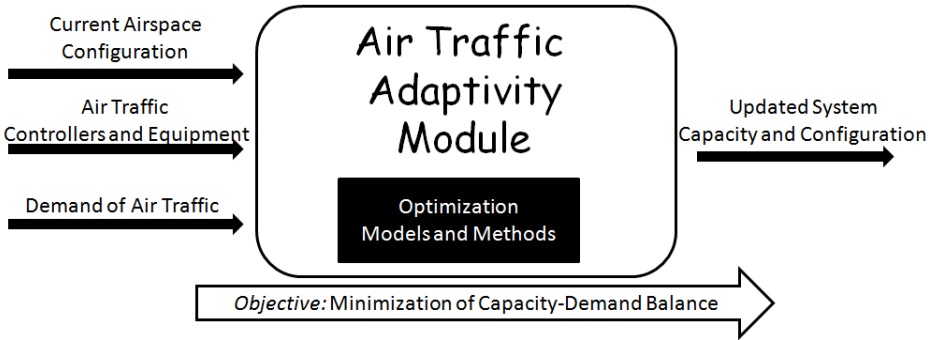 Current Airspace
Configuration
Air Traffic
Controllers and Equipment
Demand of Air Traffic
Air Traffic
Adaptivity
Module
Optimization
Models and Methods
Updated System
Capacity and Configuration
Objective: Minimization of Capacity-Demand Balance